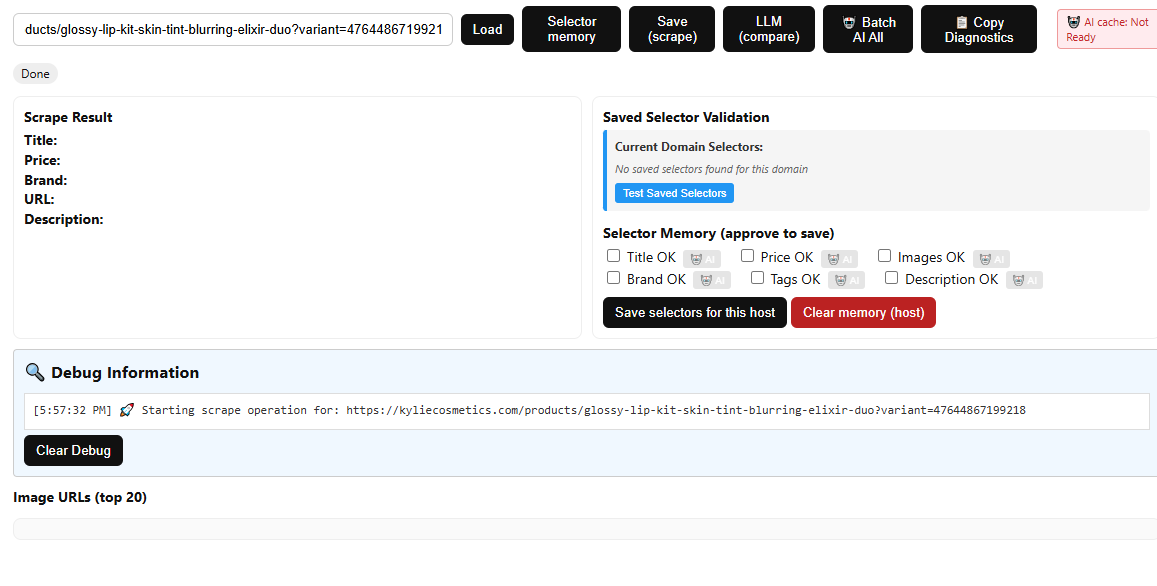 ducts/glossy-lip-kit-skin-tint-blurring-elixir-duo?variant=4764486719921
Load
Selector
memory
Save
(scrape)
LLM
(compare)
Batch
AI All
Copy
Diagnostics
AI cache: Not
Ready
Done
Scrape Result
Title:
Price:
Brand:
URL:
Description:
Saved Selector Validation
Current Domain Selectors:
No saved selectors found for this domain
Test Saved Selectors
Selector Memory (approve to save)
Title OK AI Price OK AI Images OK AI
Brand OK AI Tags OK AI Description OK AI
Save selectors for this host Clear memory (host)
Debug Information
[5:57:32 PM] 🚀 Starting scrape operation for: https://kyliecosmetics.com/products/glossy-lip-kit-skin-tint-blurring-elixir-duo?variant=47644867199218
Clear Debug
Image URLs (top 20)